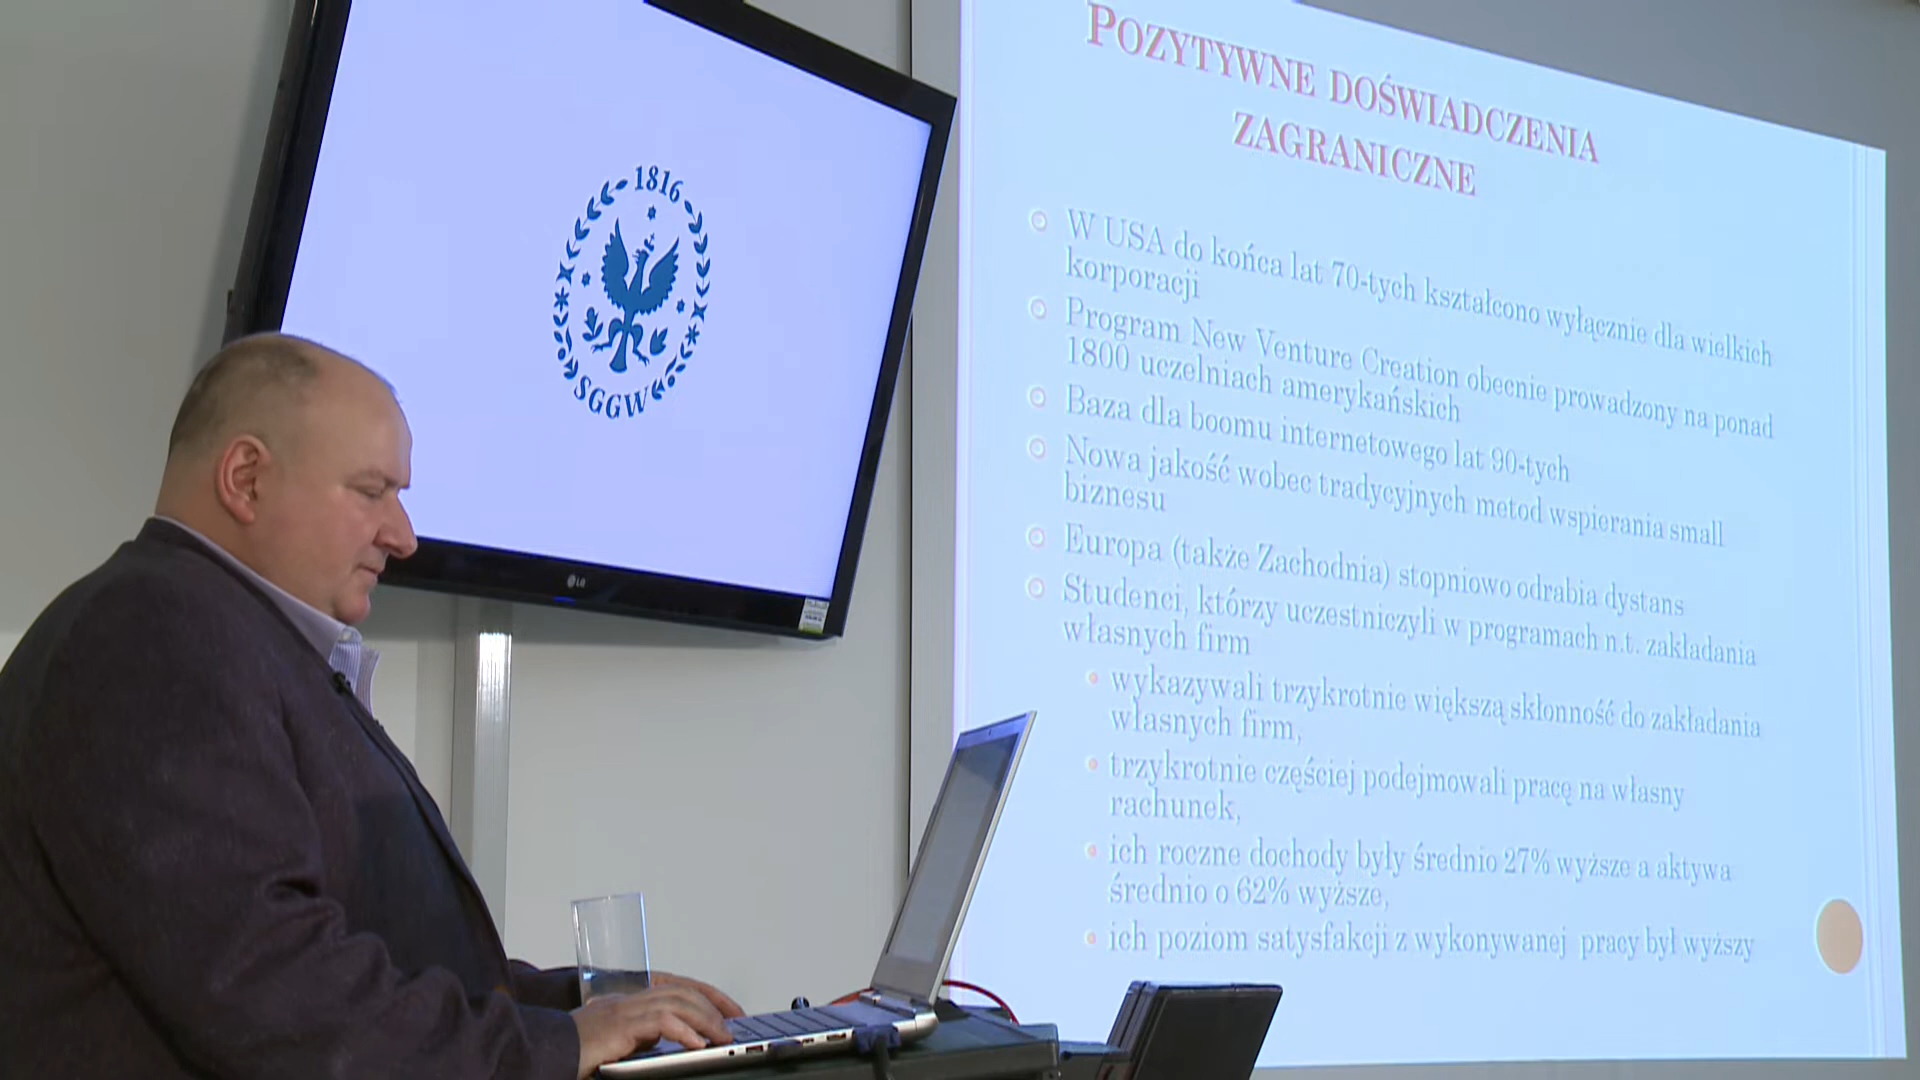 1816
SGGW
LG
POZYTYWNE DOŚWIADCZENIA
ZAGRANICZNE
W USA do końca lat 70-tych kształcono wyłącznie dla wielkich
korporacji
Program New Venture Creation obecnie prowadzony na ponad
1800 uczelniach amerykańskich
Baza dla boomu internetowego lat 90-tych
Nowa jakość wobec tradycyjnych metod wspierania small
biznesu
Europa (także Zachodnia) stopniowo odrabia dystans
Studenci, którzy uczestniczyli w programach n.t. zakładania
własnych firm
wykazywali trzykrotnie większą skłonność do zakładania
własnych firm,
trzykrotnie częściej podejmowali pracę na własny
rachunek,
ich roczne dochody były średnio 27% wyższe a aktywa
średnio o 62% wyższe,
ich poziom satysfakcji z wykonywanej pracy był wyższy